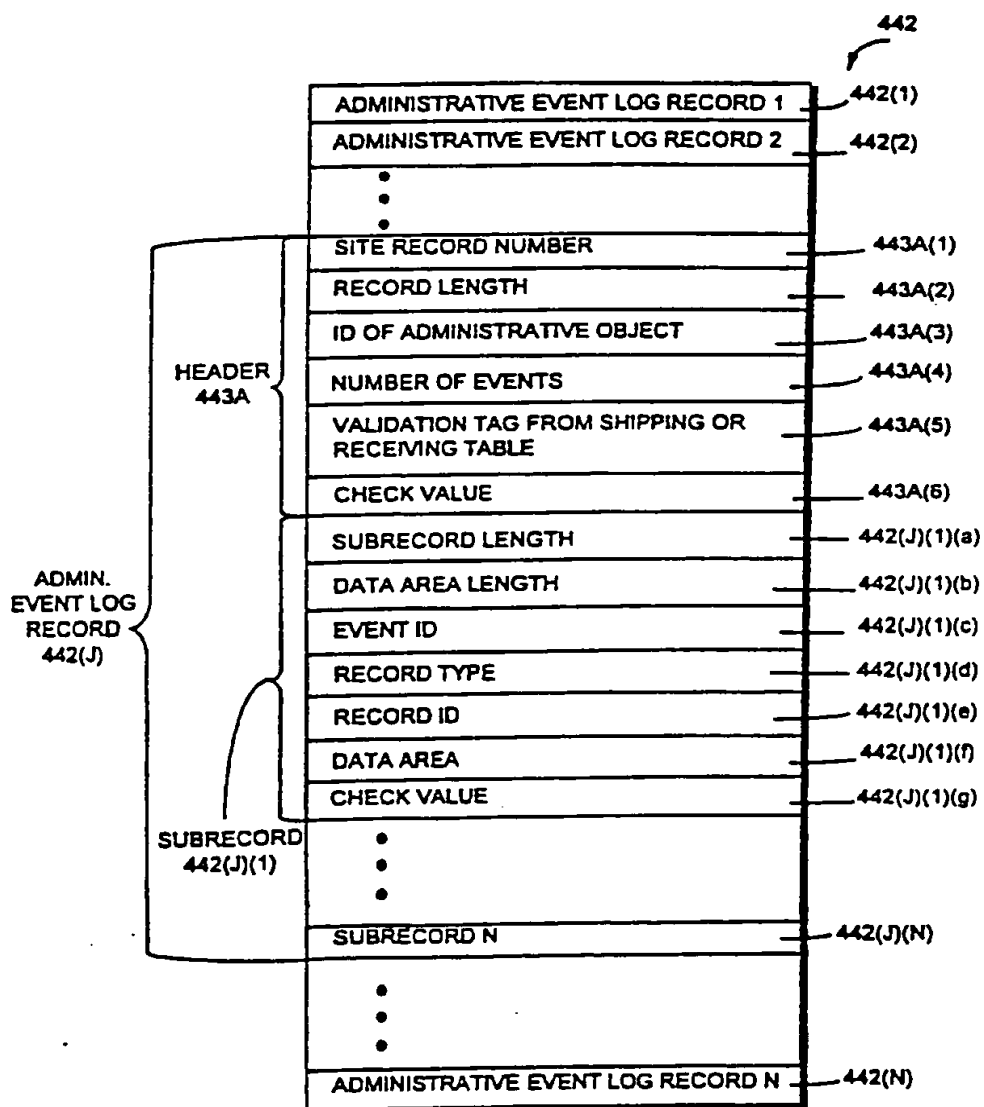 442
ADMINISTRATIVE EVENT LOG RECORD 1
442(1)
ADMINISTRATIVE EVENT LOG RECORD 2
442(2)
SITE RECORD NUMBER
443A(1)
RECORD LENGTH
443A(2)
ID OF ADMINISTRATIVE OBJECT
443A(3)
HEADER
443A
NUMBER OF EVENTS
443A(4)
VALIDATION TAG FROM SHIPPING OR
RECEIVING TABLE
443A(5)
CHECK VALUE
443A(6)
SUBRECORD LENGTH
442(J)(1)(a)
ADMIN.
EVENT LOG
RECORD
442(J)
DATA AREA LENGTH
442(J)(1)(b)
EVENT ID
442(J)(1)(c)
RECORD TYPE
442(J)(1)(d)
RECORD ID
442(J)(1)(e)
DATA AREA
442(J)(1)(f)
CHECK VALUE
442(J)(1)(g)
SUBRECORD
442(J)(1)
SUBRECORD N
442(J)(N)
ADMINISTRATIVE EVENT LOG RECORD N
442(N)